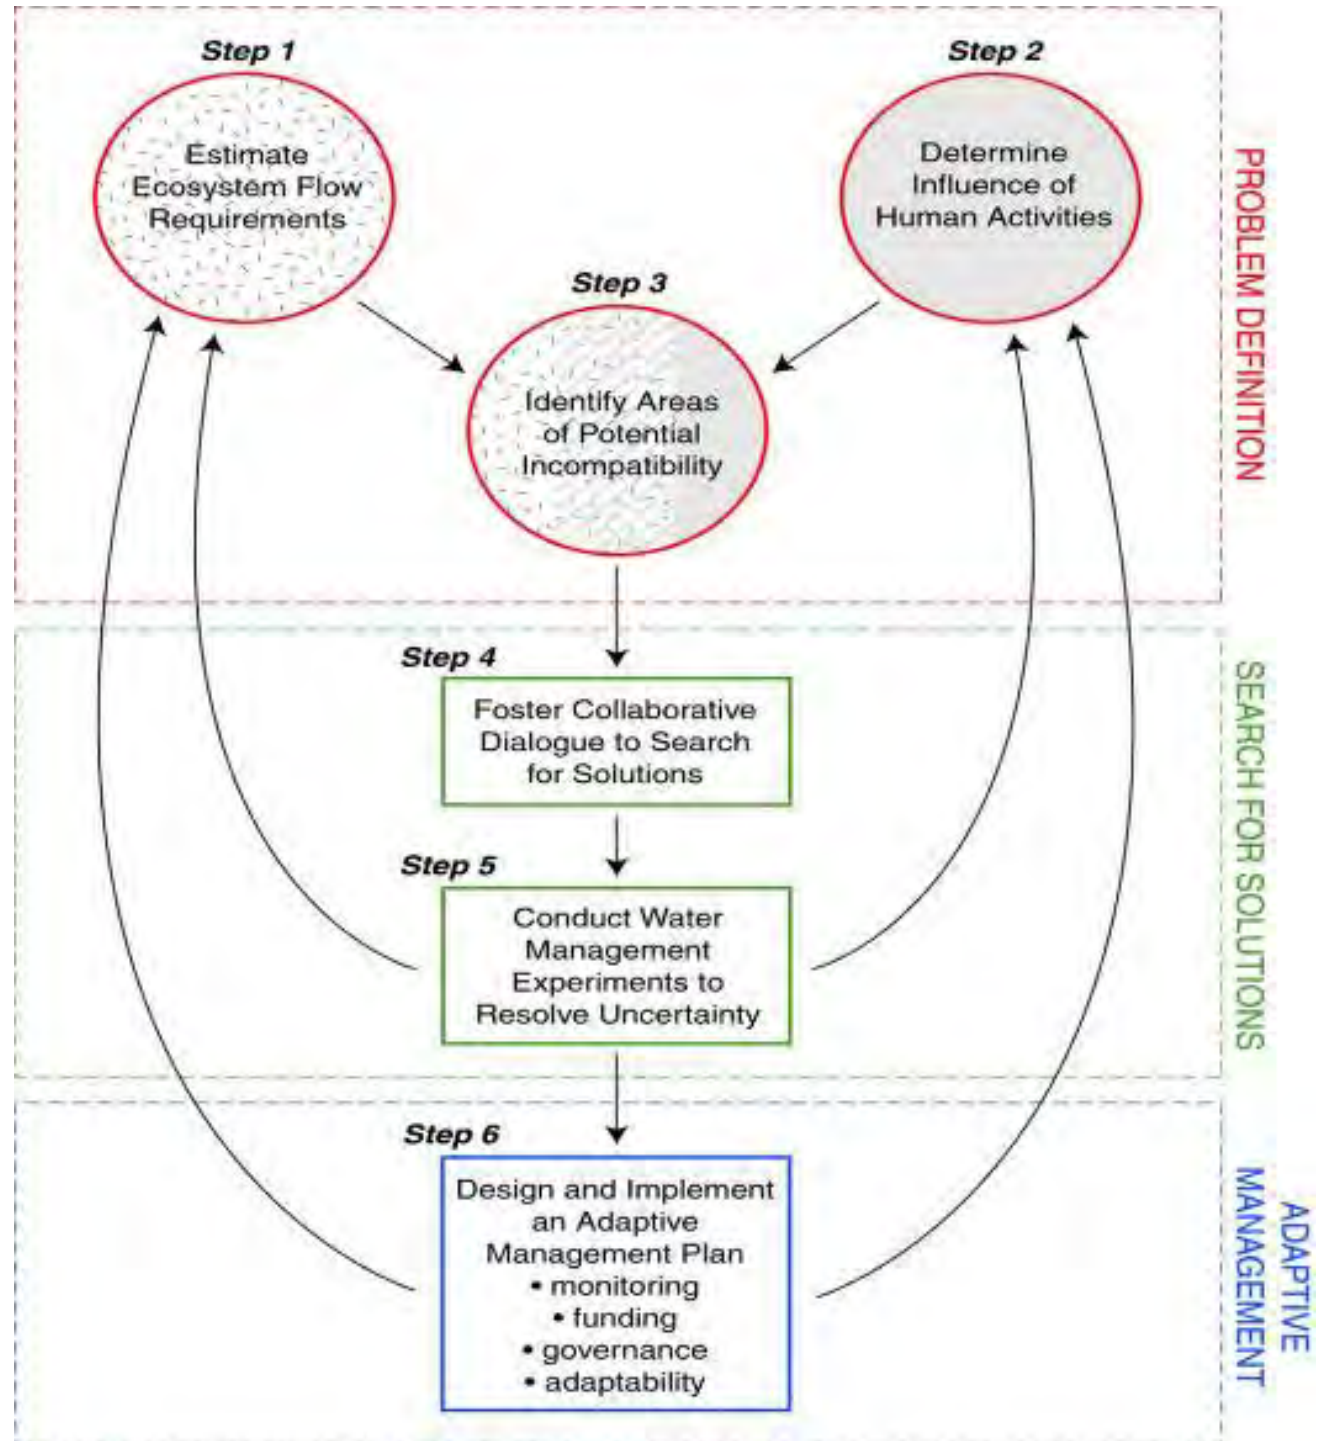 Step 1
Estimate
Ecosystem Flow
Requirements
Step 2
Determine
Influence of
Human Activities
Step 3
Identify Areas
of Potential
Incompatibility
PROBLEM DEFINITION
Step 4
Foster Collaborative
Dialogue to Search
for Solutions
Step 5
Conduct Water
Management
Experiments to
Resolve Uncertainty
SEARCH FOR SOLUTIONS
Step 6
Design and Implement
an Adaptive
Management Plan
• monitoring
• funding
• governance
• adaptability
ADAPTIVE
MANAGEMENT